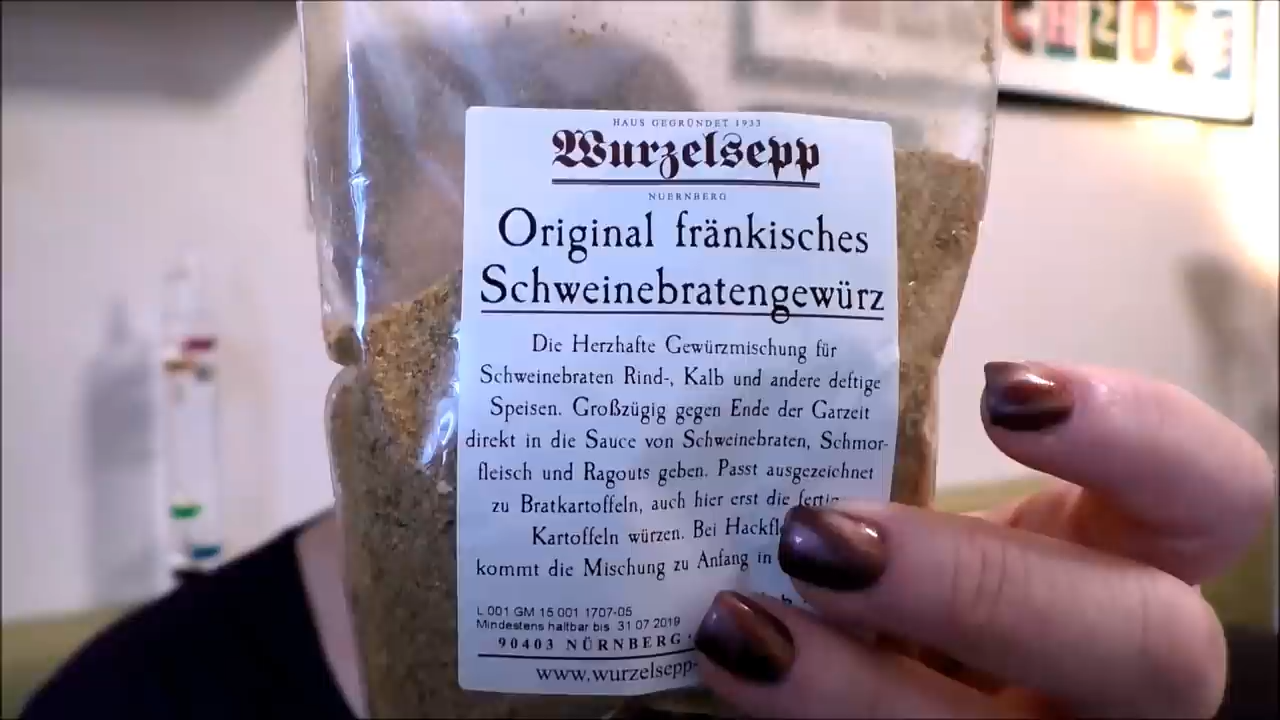 HAUS GEGRÜNDET 1933
Wurzelsepp
NUERNBERG
Original fränkisches
Schweinebratengewürz
Die Herzhafte Gewürzmischung für
Schweinebraten Rind-, Kalb und andere deftige
Speisen. Großzügig gegen Ende der Garzeit
direkt in die Sauce von Schweinebraten, Schmor-
fleisch und Ragouts geben. Passt ausgezeichnet
zu Bratkartoffeln, auch hier erst die
Kartoffeln würzen. Bei
kommt die Mischung zu Anfang in
L 001 GM 15 001 1707-05
Mindestens haltbar bis 31 07 2019
90403 NÜRNBERG
www.wurzelsepp-